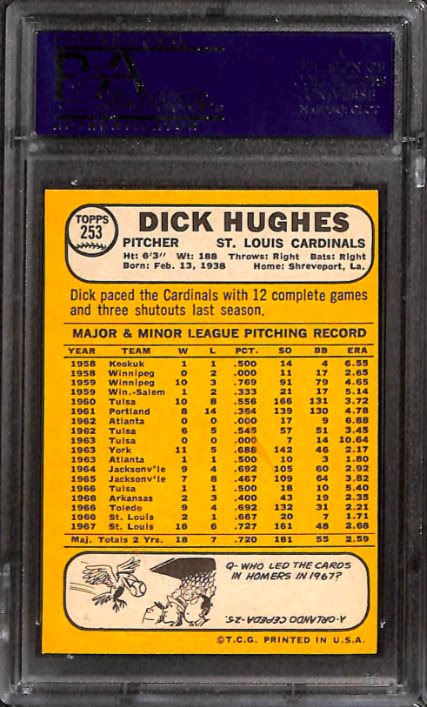 TOPPS
253
DICK HUGHES
PITCHER ST. LOUIS CARDINALS
Ht: 6'3" Wt: 188 Throws: Right Bats: Right
Born: Feb. 13, 1938 Home: Shreveport, La.
Dick paced the Cardinals with 12 complete games
and three shutouts last season.
MAJOR & MINOR LEAGUE PITCHING RECORD
YEAR TEAM W L PCT. SO BB ERA
1958 Keokuk 1 1 .500 14 4 6.55
1958 Winnipeg 0 2 .000 11 17 2.65
1959 Winnipeg 10 3 .769 91 79 4.65
1959 Win.-Salem 1 2 .333 21 17 5.14
1960 Tulsa 10 8 .556 166 131 3.72
1961 Portland 8 14 .364 139 130 4.78
1962 Atlanta 0 0 .000 17 9 6.88
1962 Tulsa 6 5 .545 57 51 3.45
1963 Tulsa 0 0 .000 7 14 10.64
1963 York 11 5 .688 142 46 2.17
1963 Atlanta 1 1 .500 10 3 1.80
1964 Jacksonv'le 9 4 .692 105 60 2.92
1965 Jacksonv'le 7 8 .467 109 64 3.82
1966 Tulsa 1 1 .500 18 10 5.40
1966 Arkansas 2 3 .400 43 19 2.35
1966 Toledo 9 4 .692 132 31 2.21
1966 St. Louis 2 1 .667 20 7 1.71
1967 St. Louis 16 6 .727 161 48 2.68
Maj. Totals 2 Yrs. 18 7 .720 181 55 2.59
Q-WHO LED THE CARDS
IN HOMERS IN 1967?
A-ORLANDO CEPEDA-25.
©T.C.G. PRINTED IN U.S.A.